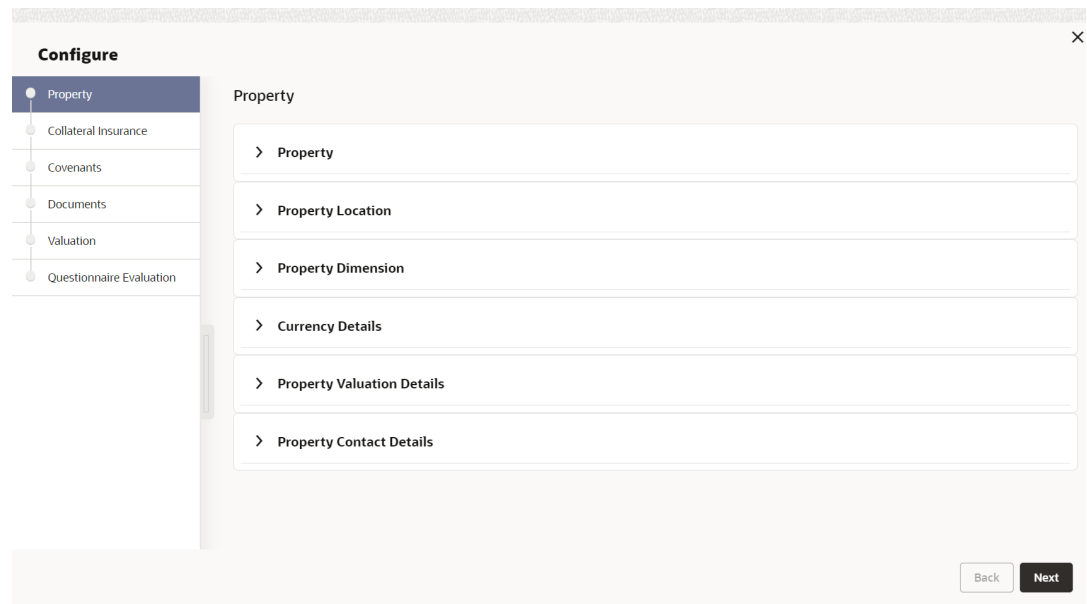 Configure
Property
Collateral Insurance
Covenants
Documents
Valuation
Questionnaire Evaluation
Property
Property
Property Location
Property Dimension
Currency Details
Property Valuation Details
Property Contact Details
Back
Next